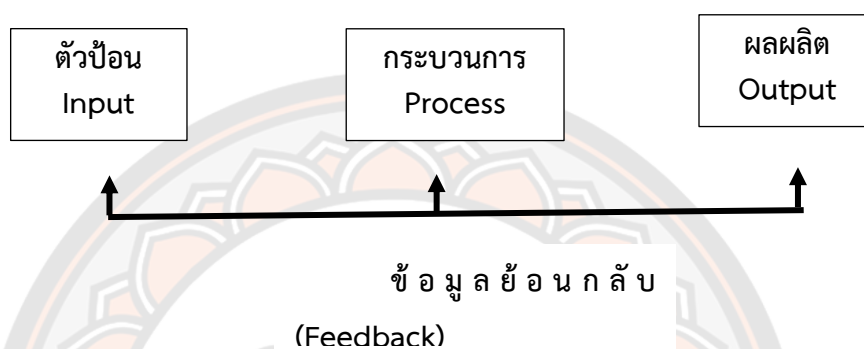 ตัวป้อน
Input
กระบวนการ
Process
ผลผลิต
Output
ข้อมูลย้อนกลับ
(Feedback)